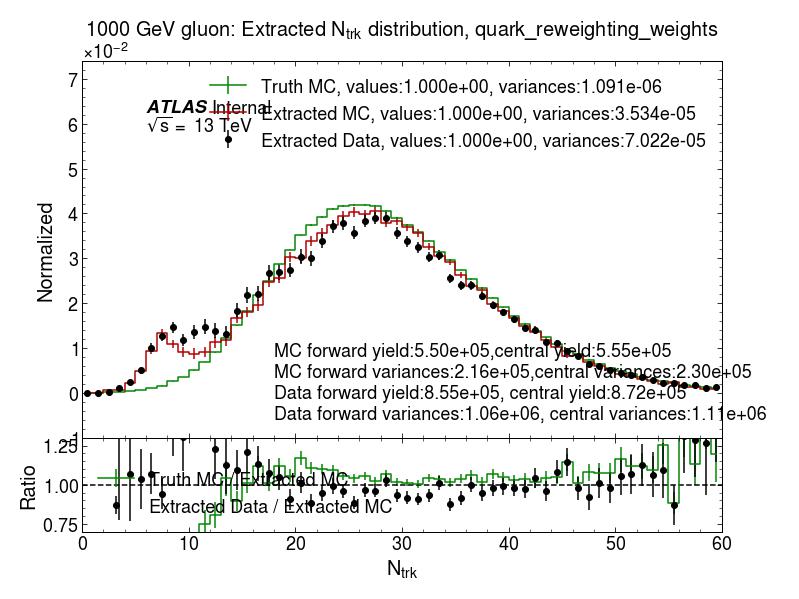 1000 GeV gluon: Extracted Ntrk distribution, quark_reweighting_weights
×10−2
Truth MC, values:1.000e+00, variances:1.091e-06
ATLAS Internal
Extracted MC, values:1.000e+00, variances:3.534e-05
√s = 13 TeV
Extracted Data, values:1.000e+00, variances:7.022e-05
7
6
5
4
3
2
1
0
−1
Normalized
MC forward yield:5.50e+05,central yield:5.55e+05
MC forward variances:2.16e+05,central variances:2.30e+05
Data forward yield:8.55e+05, central yield:8.72e+05
Data forward variances:1.06e+06, central variances:1.11e+06
1.25
1.00
0.75
Ratio
Truth MC / Extracted MC
Extracted Data / Extracted MC
0 10 20 30 40 50 60
Ntrk